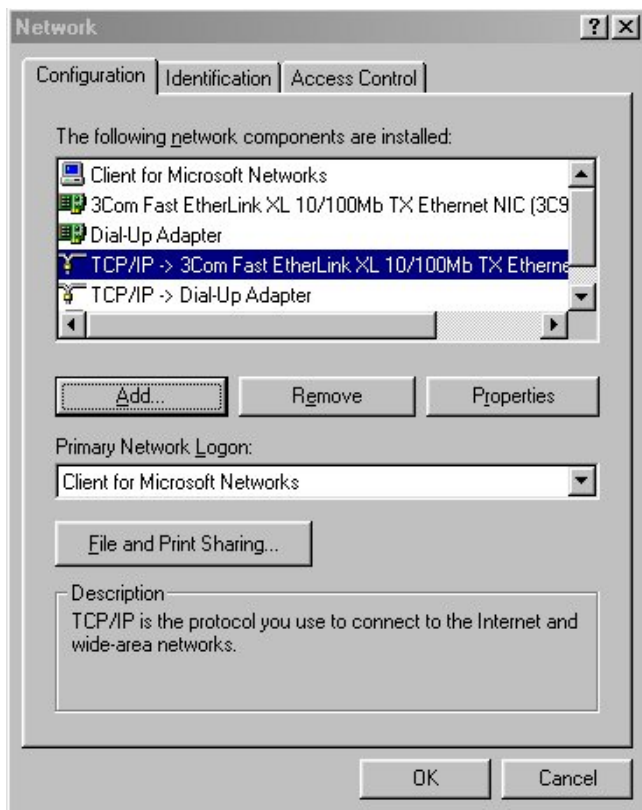 Network
Configuration Identification Access Control
The following network components are installed:
Client for Microsoft Networks
3Com Fast EtherLink XL 10/100Mb TX Ethernet NIC (3C9
Dial-Up Adapter
TCP/IP -> 3Com Fast EtherLink XL 10/100Mb TX Etherne
TCP/IP -> Dial-Up Adapter
Add... Remove Properties
Primary Network Logon:
Client for Microsoft Networks
File and Print Sharing...
Description
TCP/IP is the protocol you use to connect to the Internet and
wide-area networks.
OK Cancel